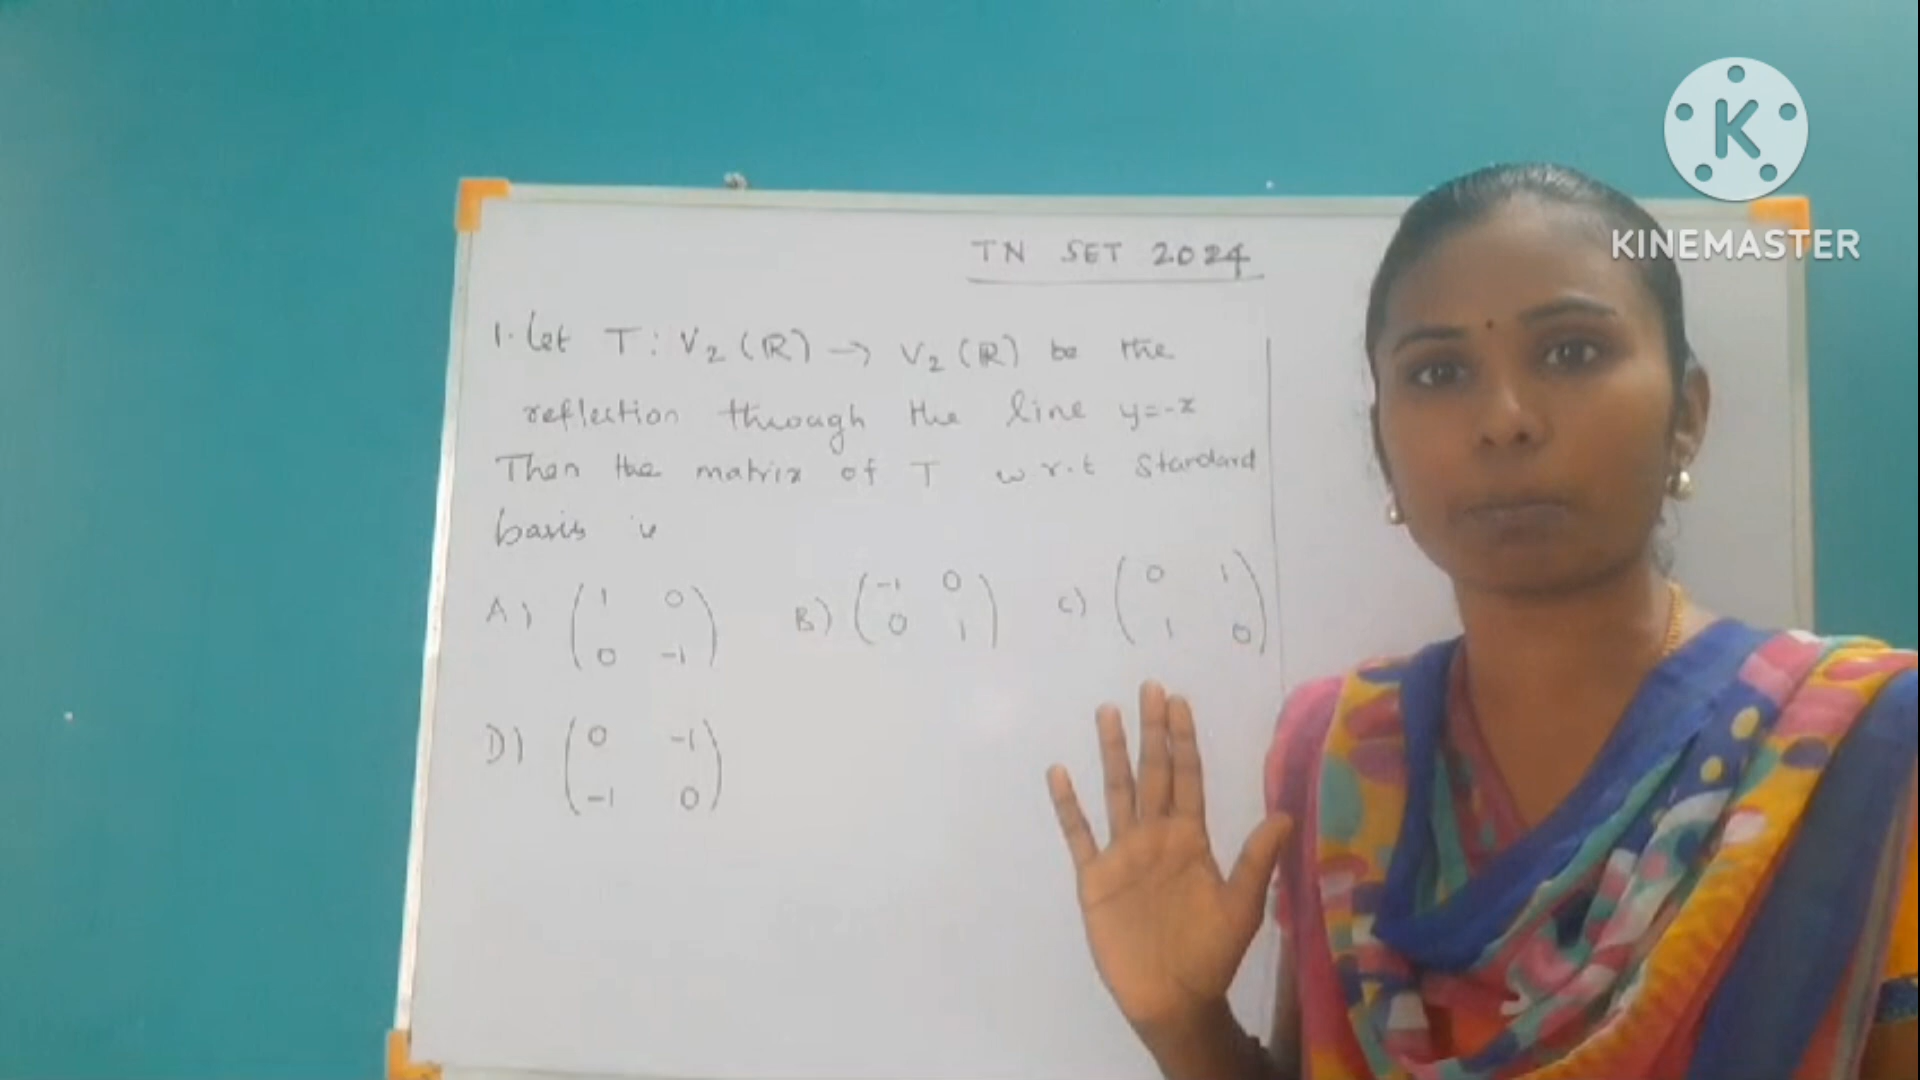 K
KINEMASTER
TN SET 2024
1. Let T : V₂ (ℝ) → V₂ (ℝ) be the
reflection through the line y=-x
Then the matrix of T w r.t Standard
basis is
A) (1 0 B) (-1 0 C) (0 1
0 -1) 0 1) 1 0)
D) (0 -1
-1 0)